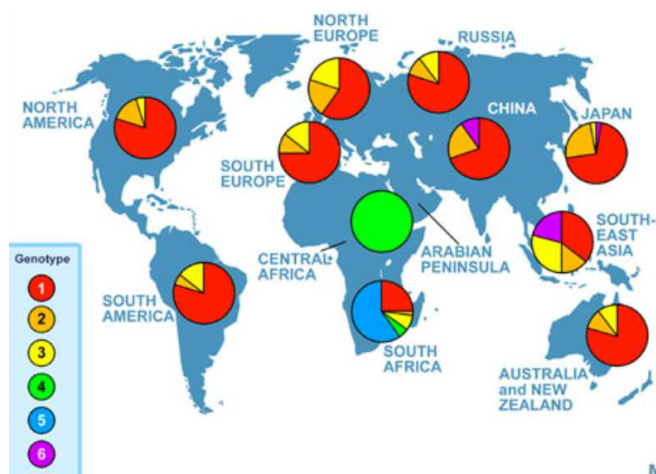 NORTH
EUROPE
RUSSIA
NORTH
AMERICA
CHINA
JAPAN
SOUTH
EUROPE
SOUTH-
EAST
ASIA
CENTRAL
AFRICA
ARABIAN
PENINSULA
Genotype
1
2
3
4
5
6
SOUTH
AMERICA
SOUTH
AFRICA
AUSTRALIA
and NEW
ZEALAND